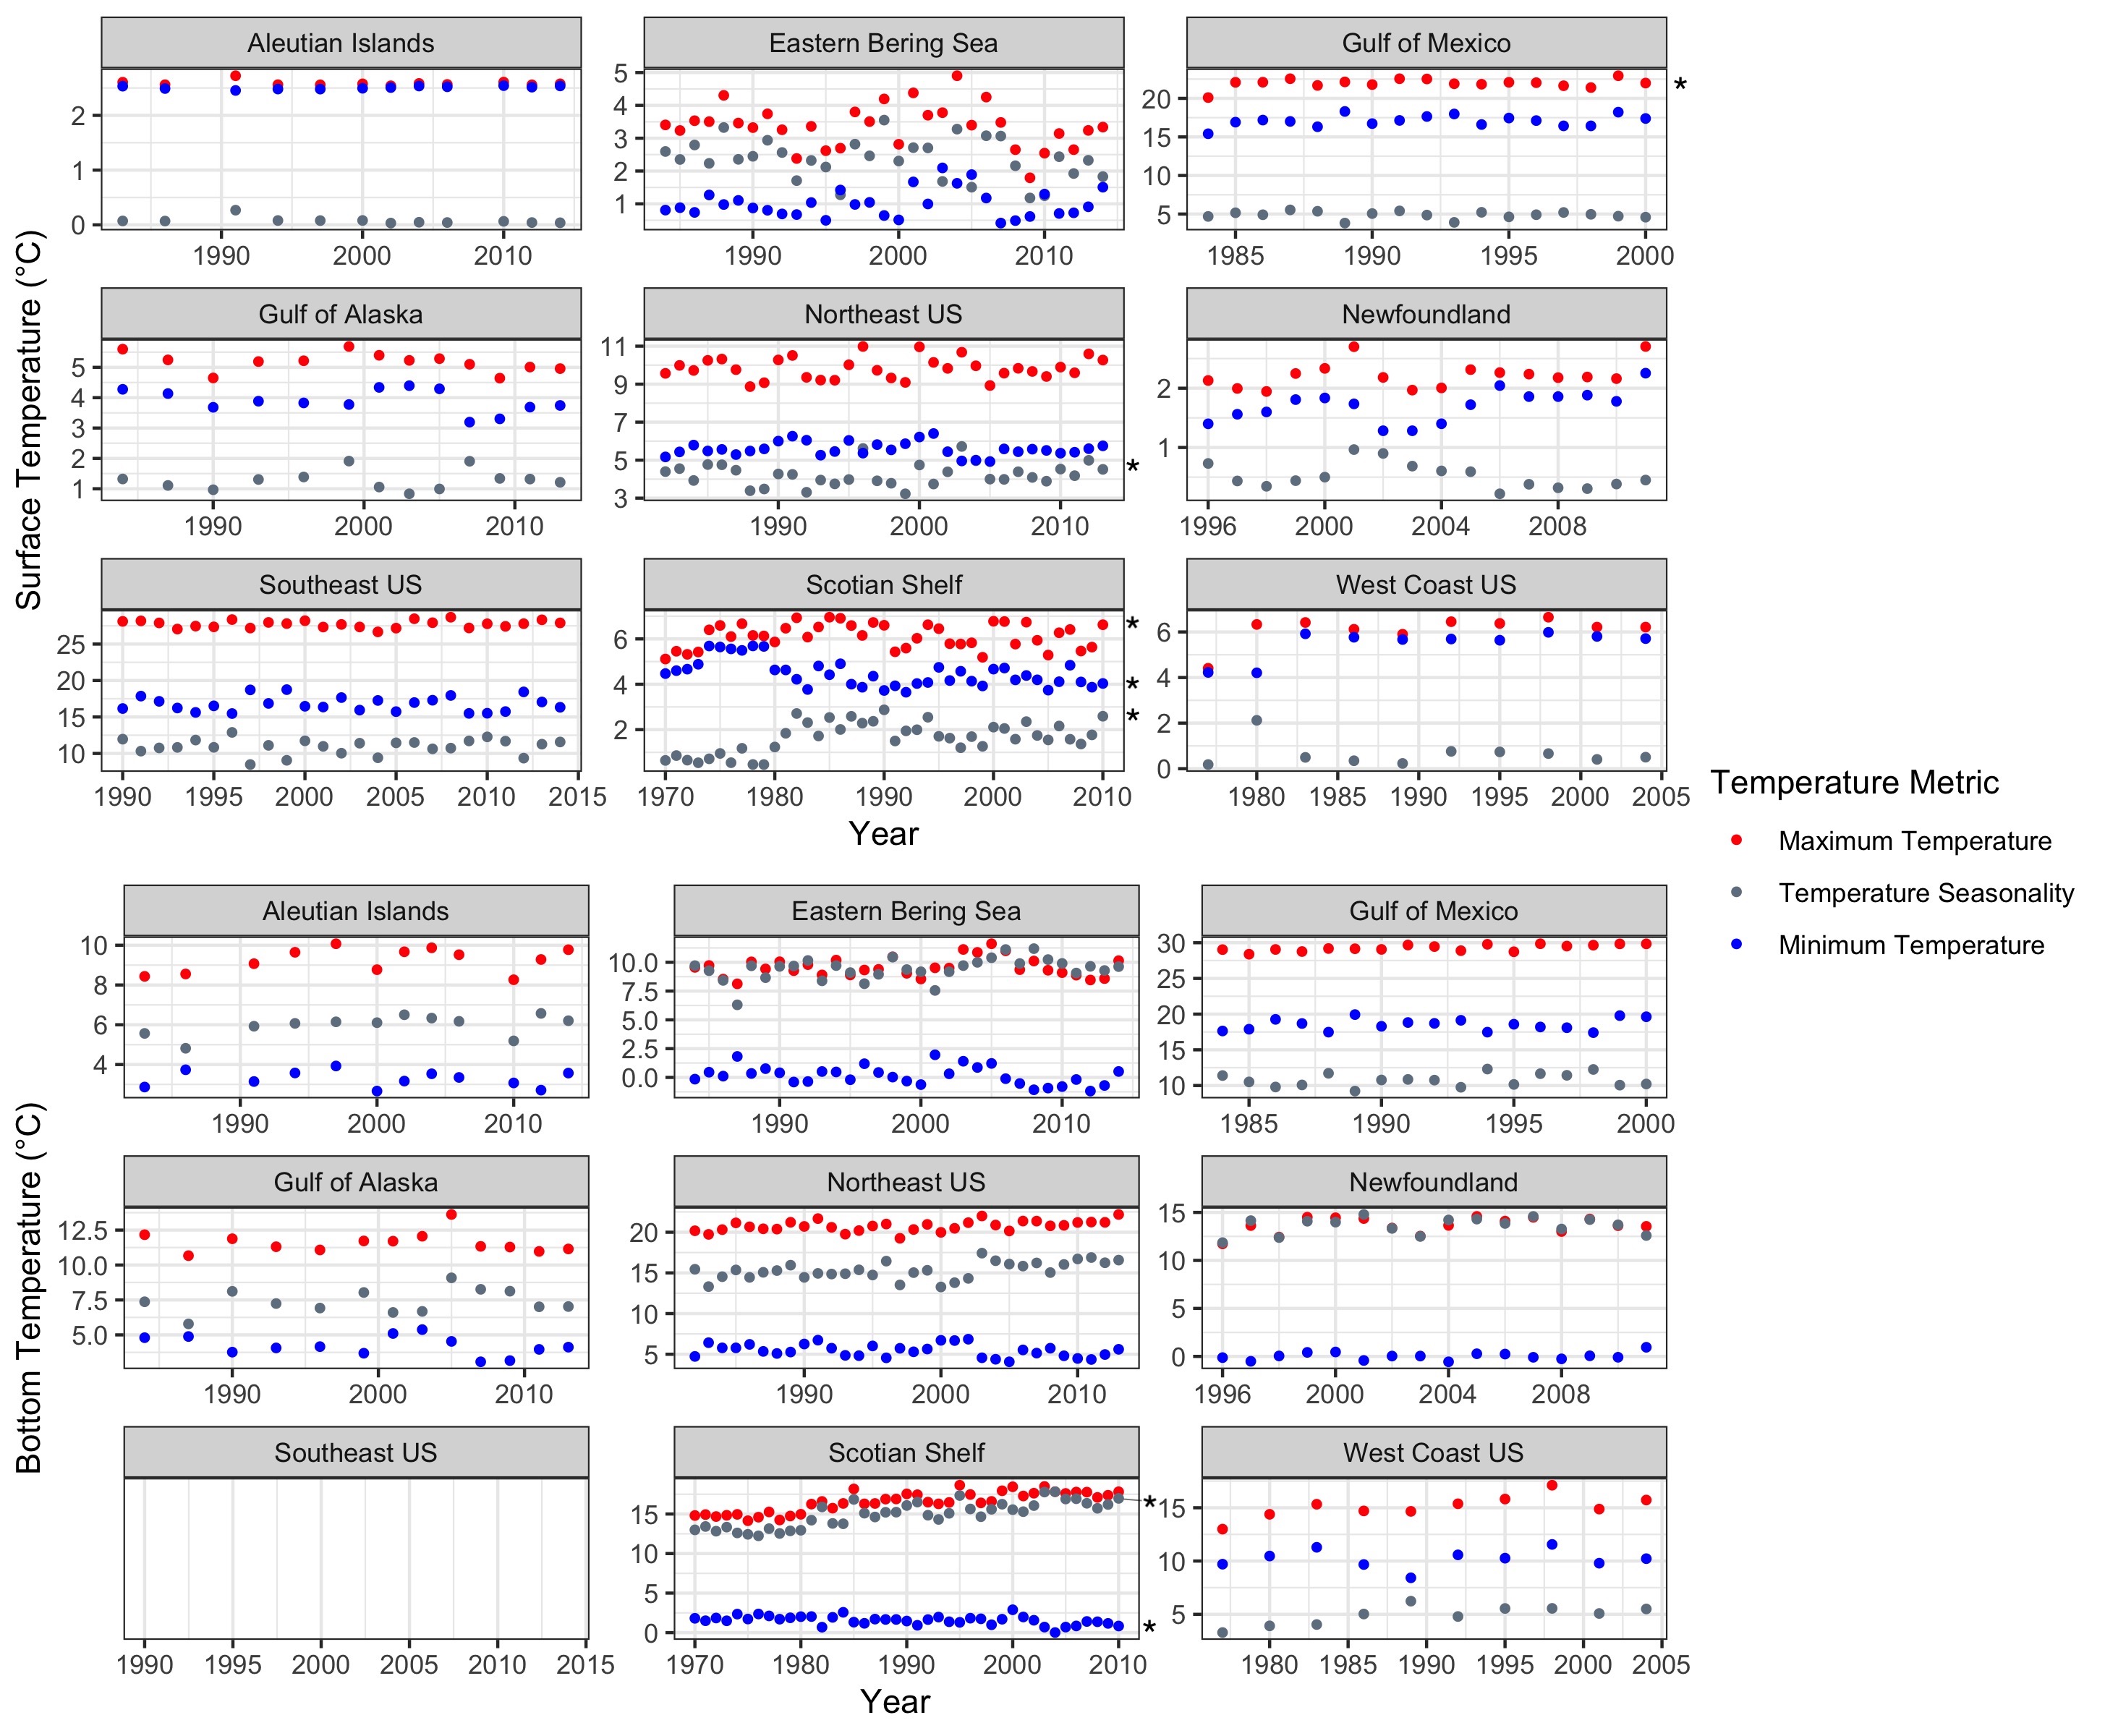 Surface Temperature (°C)
Aleutian Islands
Eastern Bering Sea
Gulf of Mexico
2
1
0
1990 2000 2010
5
4
3
2
1
1990 2000 2010
20
15
10
5
*
1985 1990 1995 2000
Gulf of Alaska
Northeast US
Newfoundland
5
4
3
2
1
1990 2000 2010
11
9
7
5
3
*
1990 2000 2010
2
1
1996 2000 2004 2008
Southeast US
Scotian Shelf
West Coast US
25
20
15
10
1990 1995 2000 2005 2010 2015
6
4
2
*
*
*
1970 1980 1990 2000 2010
6
4
2
0
1980 1985 1990 1995 2000 2005
Year
Temperature Metric
Maximum Temperature
Temperature Seasonality
Minimum Temperature
Bottom Temperature (°C)
Aleutian Islands
Eastern Bering Sea
Gulf of Mexico
10
8
6
4
1990 2000 2010
10.0
7.5
5.0
2.5
0.0
1990 2000 2010
30
25
20
15
10
1985 1990 1995 2000
Gulf of Alaska
Northeast US
Newfoundland
12.5
10.0
7.5
5.0
1990 2000 2010
20
15
10
5
1990 2000 2010
15
10
5
0
1996 2000 2004 2008
Southeast US
Scotian Shelf
West Coast US
1990 1995 2000 2005 2010 2015
15
10
5
0
*
*
1970 1980 1990 2000 2010
15
10
5
1980 1985 1990 1995 2000 2005
Year